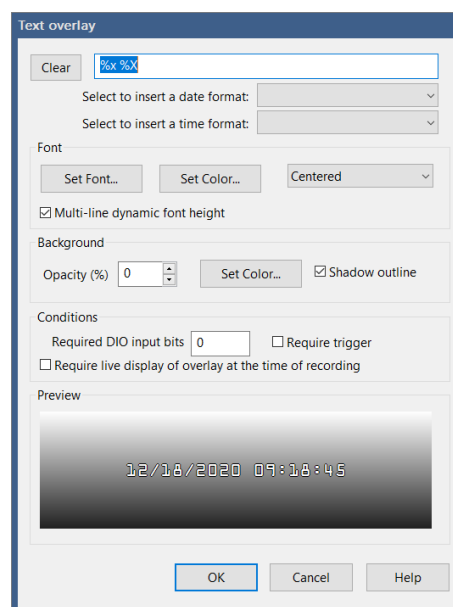 Text overlay
Clear %x %X
Select to insert a date format:
Select to insert a time format:
Font
Set Font... Set Color... Centered
Multi-line dynamic font height
Background
Opacity (%) 0 Set Color... Shadow outline
Conditions
Required DIO input bits 0 Require trigger
Require live display of overlay at the time of recording
Preview
12/18/2020 09:18:45
OK Cancel Help